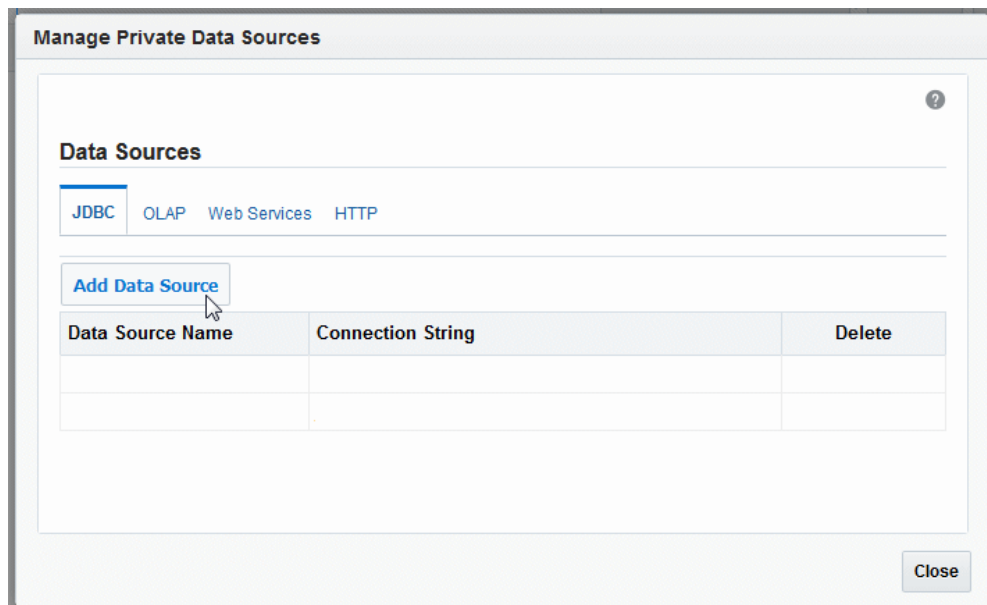 Manage Private Data Sources
?
Data Sources
JDBC OLAP Web Services HTTP
Add Data Source
Data Source Name Connection String Delete
Close